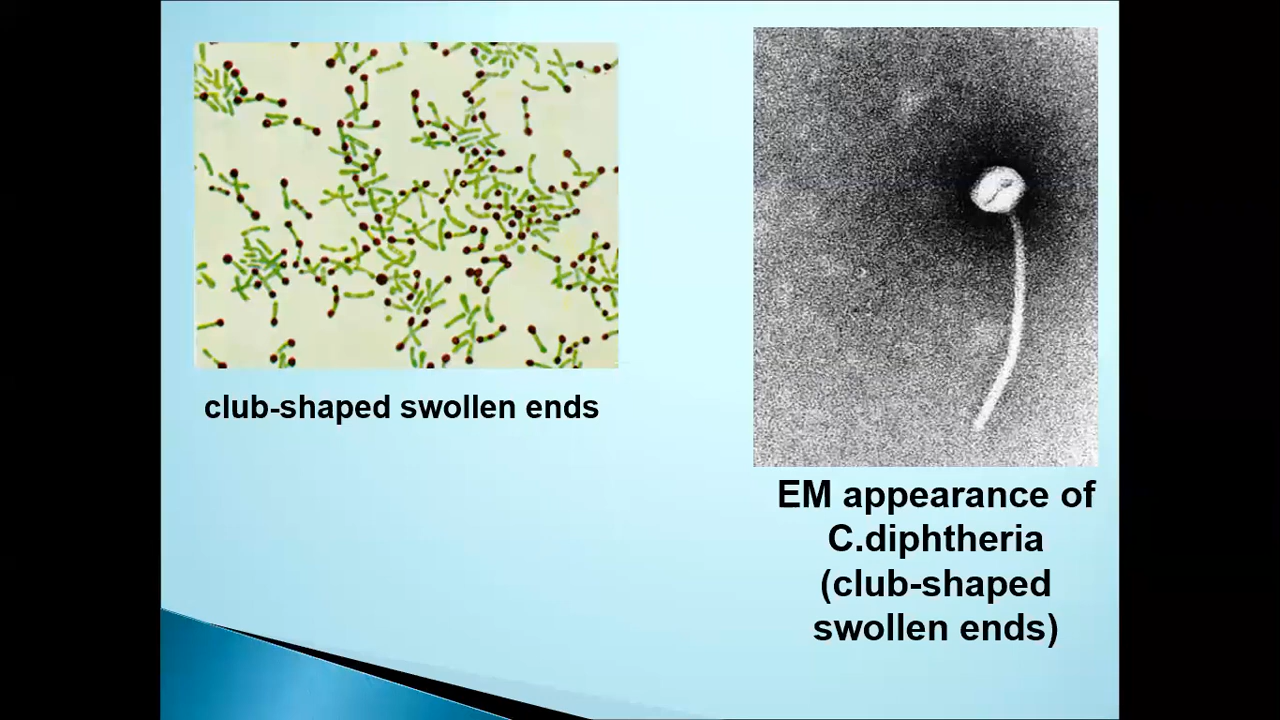 club-shaped swollen ends
EM appearance of
C.diphtheria
(club-shaped
swollen ends)